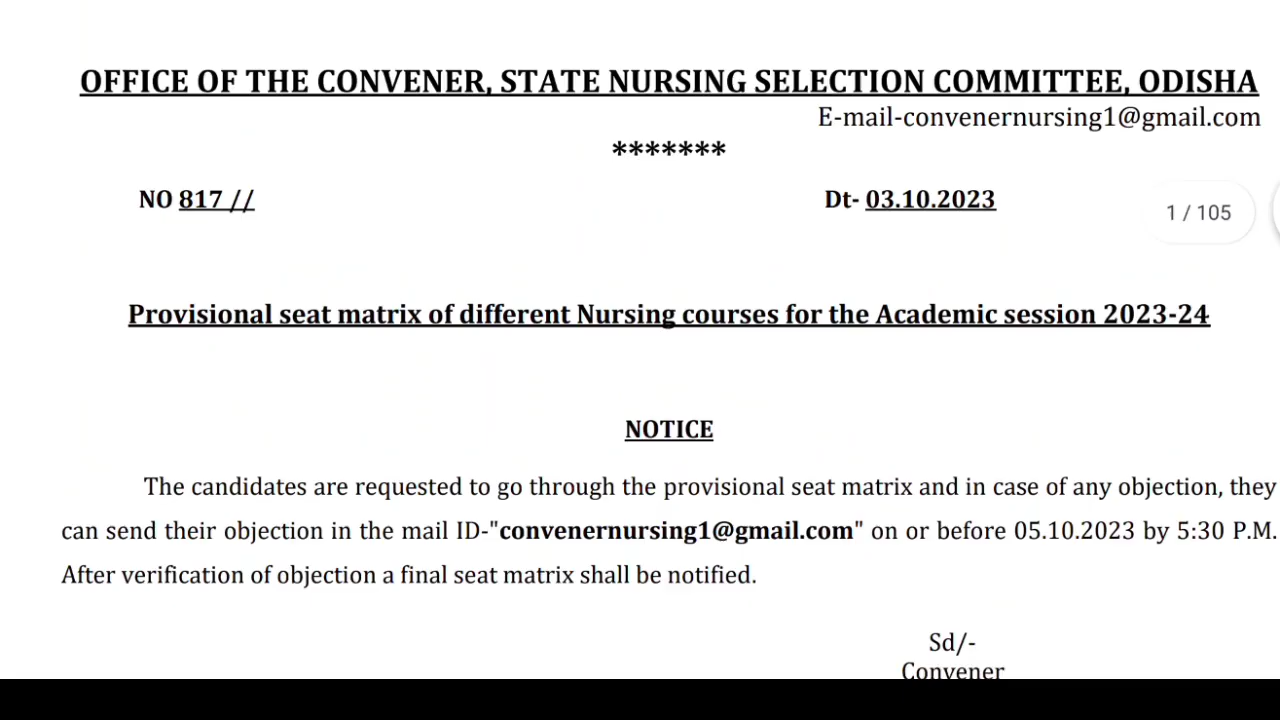 OFFICE OF THE CONVENER, STATE NURSING SELECTION COMMITTEE, ODISHA
E-mail-convenernursing1@gmail.com
*******
NO 817 // Dt- 03.10.2023
1 / 105
Provisional seat matrix of different Nursing courses for the Academic session 2023-24
NOTICE
The candidates are requested to go through the provisional seat matrix and in case of any objection, they
can send their objection in the mail ID-"convenernursing1@gmail.com" on or before 05.10.2023 by 5:30 P.M.
After verification of objection a final seat matrix shall be notified.
Sd/-
Convener